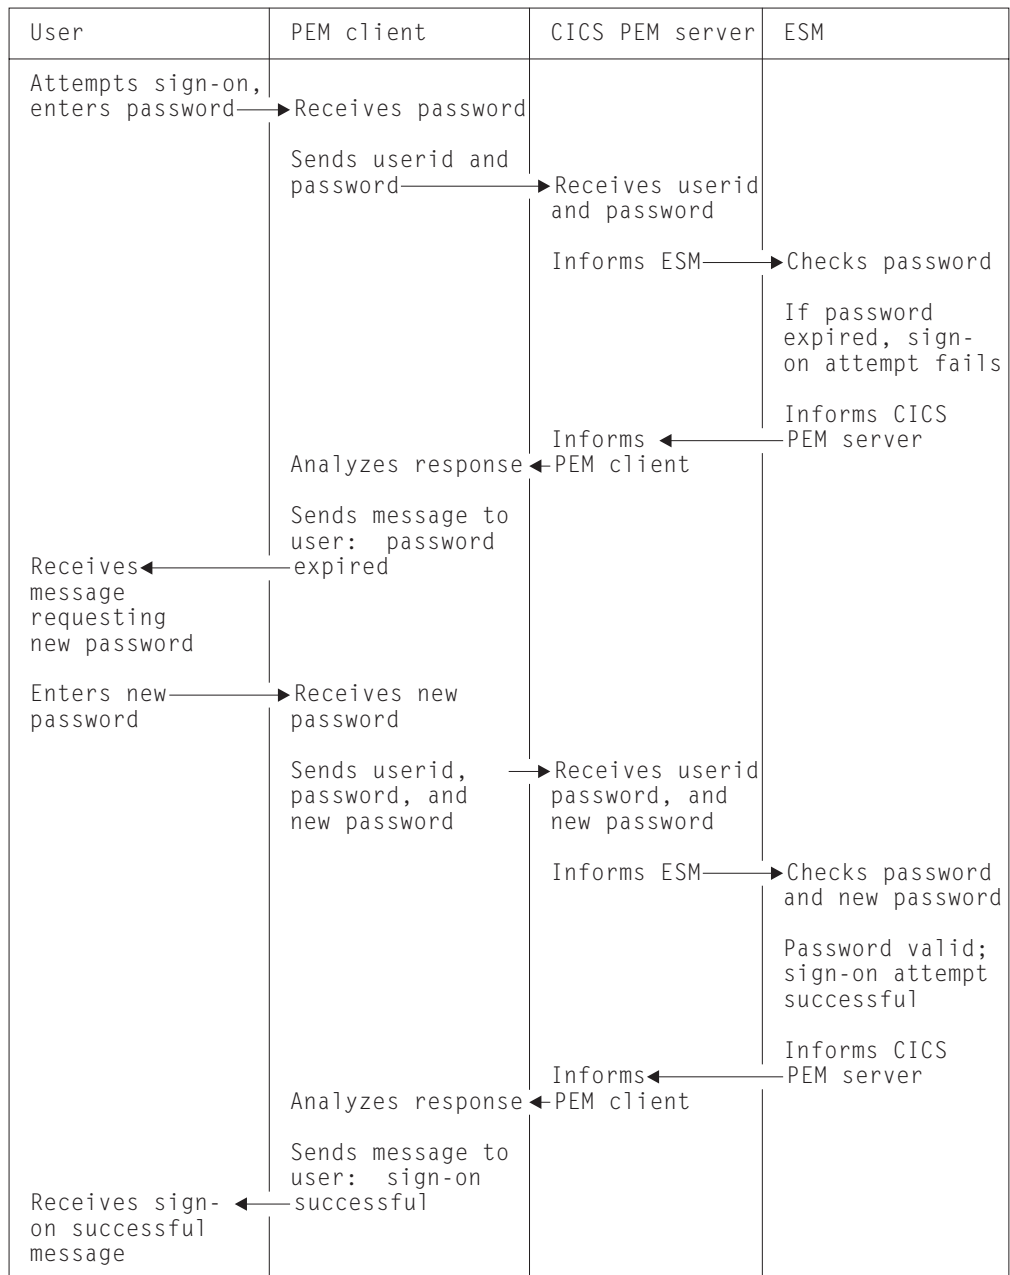 User PEM client CICS PEM server ESM
Attempts sign-on,
enters password Receives password
Sends userid and
password Receives userid
and password
Informs ESM Checks password
If password
expired, sign-
on attempt fails
Informs CICS
Informs PEM server
Analyzes response PEM client
Sends message to
user: password
Receives expired
message
requesting
new password
Enters new Receives new
password password
Sends userid, Receives userid
password, and password, and
new password new password
Informs ESM Checks password
and new password
Password valid;
sign-on attempt
successful
Informs CICS
Informs PEM server
Analyzes response PEM client
Sends message to
user: sign-on
Receives sign- successful
on successful
message